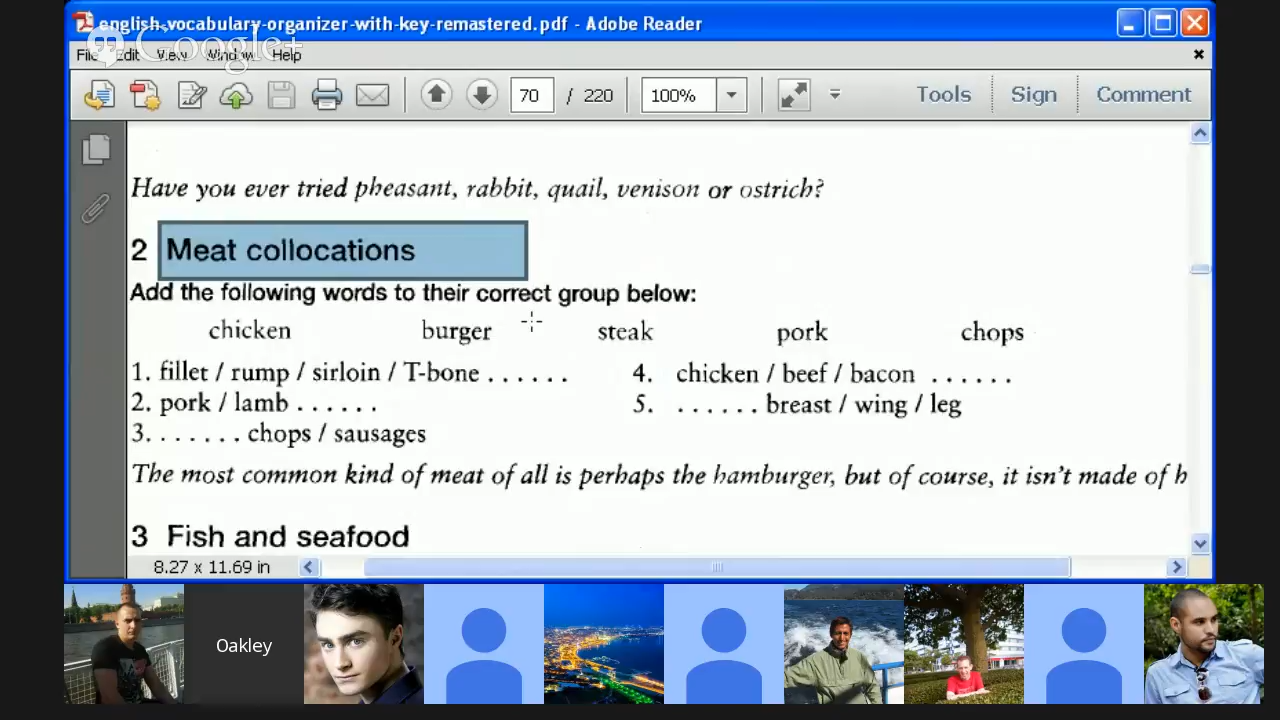 english-vocabulary-organizer-with-key-remastered.pdf - Adobe Reader
Google+
File Edit View Window Help
70 / 220 100% Tools Sign Comment
Have you ever tried pheasant, rabbit, quail, venison or ostrich?
2 Meat collocations
Add the following words to their correct group below:
chicken burger steak pork chops
1. fillet / rump / sirloin / T-bone . . . . . . 4. chicken / beef / bacon . . . . . .
2. pork / lamb . . . . . . 5. . . . . . . breast / wing / leg
3. . . . . . . chops / sausages
The most common kind of meat of all is perhaps the hamburger, but of course, it isn't made of h
3 Fish and seafood
8.27 x 11.69 in
Oakley